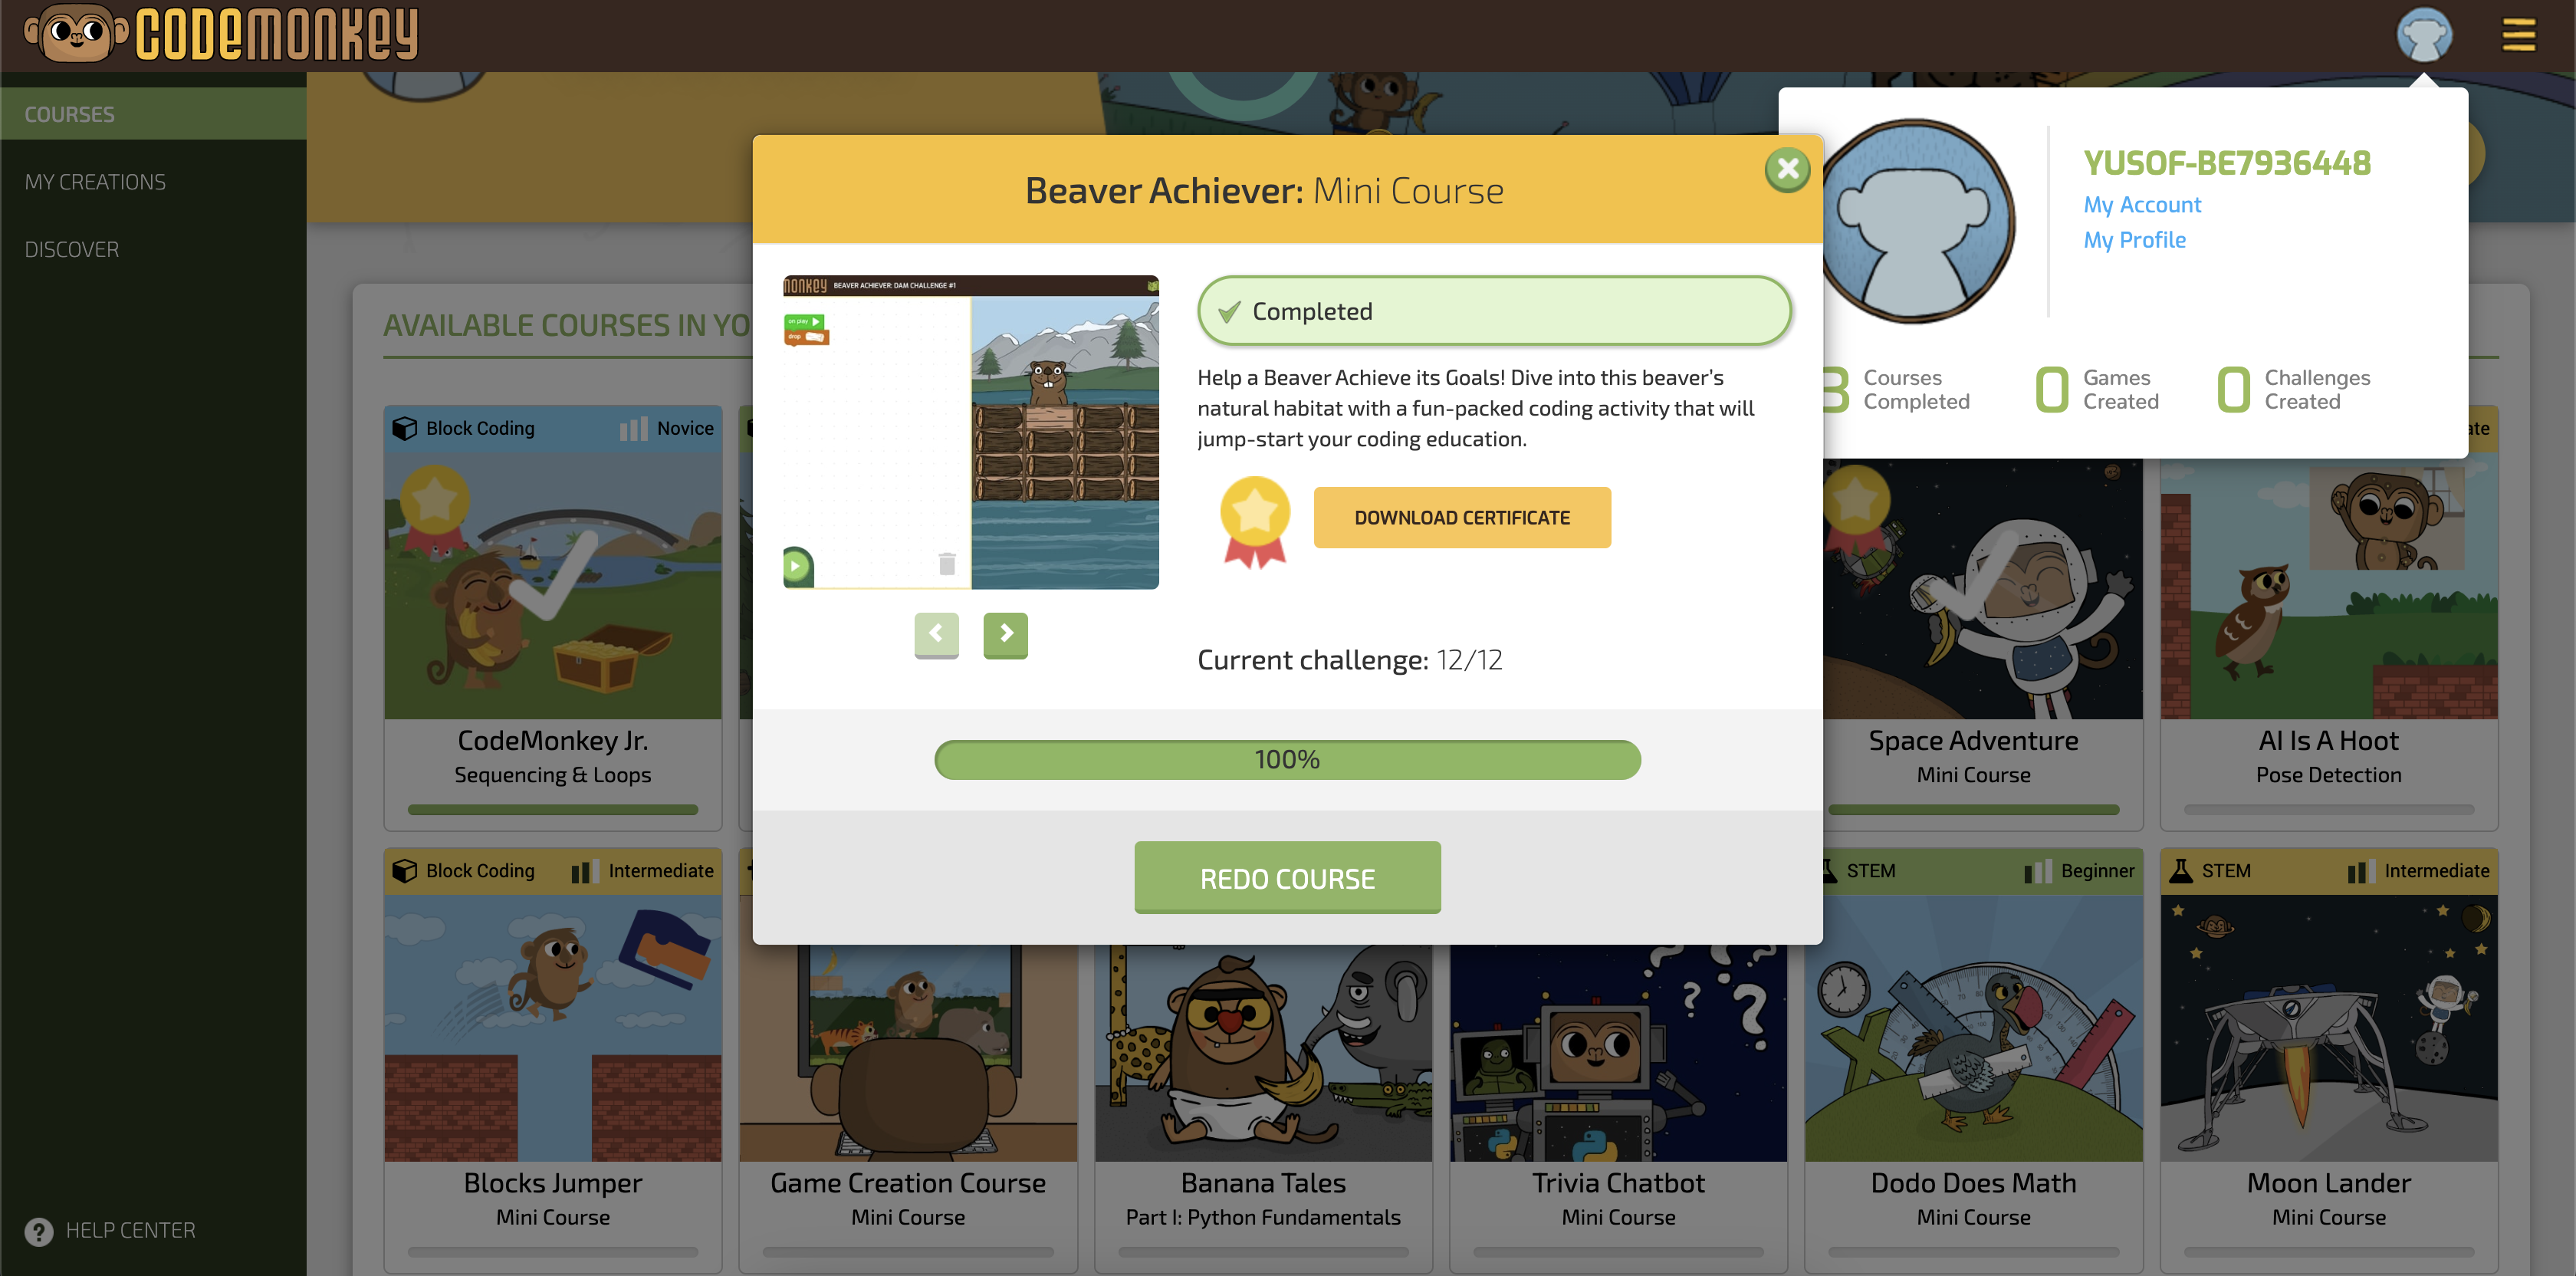 CODEMONKEY
COURSES
MY CREATIONS
DISCOVER
HELP CENTER
YUSOF-BE7936448
My Account
My Profile
Courses Completed
0 Games Created
0 Challenges Created
Beaver Achiever: Mini Course
MONKEY BEAVER ACHIEVER: DAM CHALLENGE #1
on play
drop
Completed
Help a Beaver Achieve its Goals! Dive into this beaver's
natural habitat with a fun-packed coding activity that will
jump-start your coding education.
DOWNLOAD CERTIFICATE
Current challenge: 12/12
100%
REDO COURSE
AVAILABLE COURSES IN YO
Block Coding Novice
CodeMonkey Jr.
Sequencing & Loops
Space Adventure
Mini Course
AI Is A Hoot
Pose Detection
Block Coding Intermediate
Blocks Jumper
Mini Course
Game Creation Course
Mini Course
Banana Tales
Part I: Python Fundamentals
Trivia Chatbot
Mini Course
STEM Beginner
Dodo Does Math
Mini Course
STEM Intermediate
Moon Lander
Mini Course